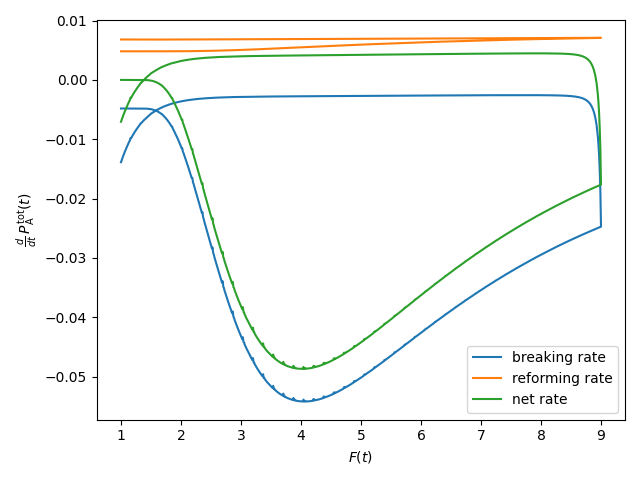 0.01
0.00
−0.01
−0.02
−0.03
−0.04
−0.05
d/dt P_A^tot(t)
1 2 3 4 5 6 7 8 9
F(t)
breaking rate
reforming rate
net rate